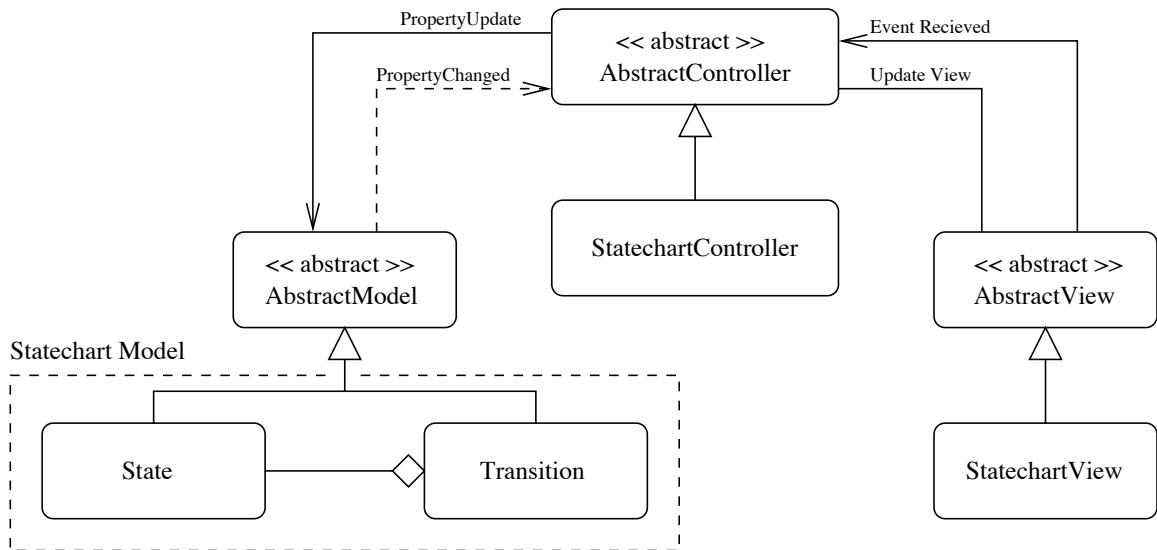 PropertyUpdate
<< abstract >>
AbstractController
Event Recieved
PropertyChanged
Update View
<< abstract >>
AbstractModel
StatechartController
<< abstract >>
AbstractView
Statechart Model
State
Transition
StatechartView